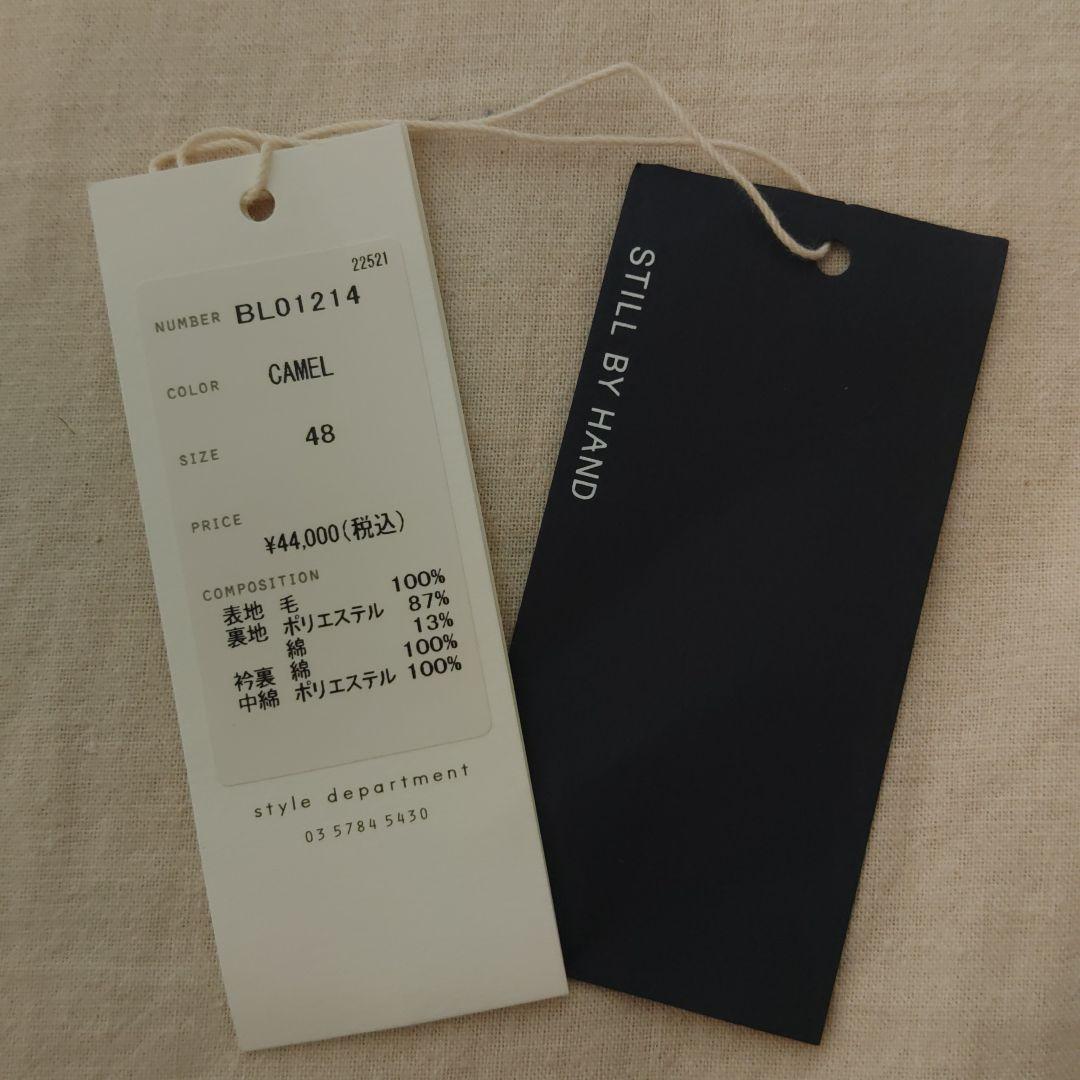 22521
NUMBER BL01214
COLOR CAMEL
SIZE 48
PRICE
¥44,000(税込)
COMPOSITION
表地 毛 100%
裏地 ポリエステル 87%
綿 13%
衿裏 綿 100%
中綿 ポリエステル 100%
style department
03 5784 5430
STILL BY HAND